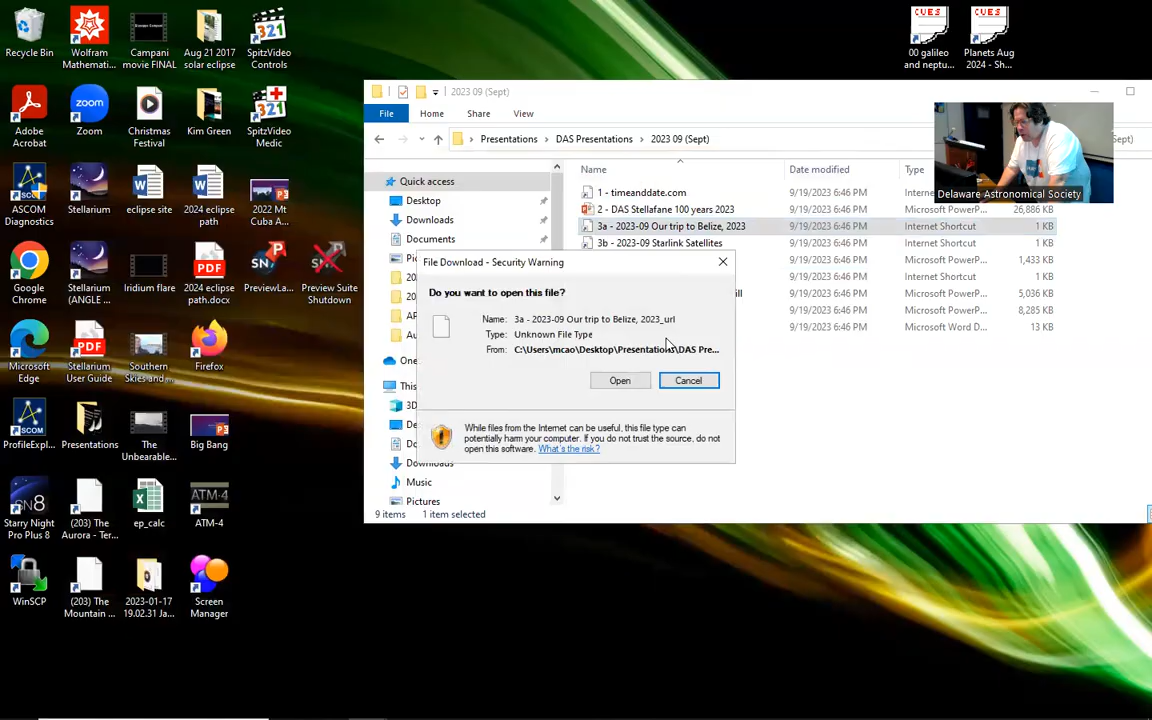 Recycle Bin
Wolfram
Mathemati...
Campani
movie FINAL
Aug 21 2017
solar eclipse
SpitzVideo
Controls
Adobe
Acrobat
Zoom
Christmas
Festival
Kim Green
SpitzVideo
Medic
ASCOM
Diagnostics
Stellarium
eclipse site
2024 eclipse
path
2022 Mt
Cuba A...
Google
Chrome
Stellarium
(ANGLE ...
Iridium flare
2024 eclipse
path.docx
PreviewLa...
Preview Suite
Shutdown
Microsoft
Edge
Stellarium
User Guide
Southern
Skies and ...
Firefox
ProfileExpl...
Presentations
The
Unbearable...
Big Bang
Starry Night
Pro Plus 8
(203) The
Aurora - Ter...
ep_calc
ATM-4
WinSCP
(203) The
Mountain ...
2023-01-17
19.02.31 Ja...
Screen
Manager
CUES
00 galileo
and neptu...
CUES
Planets Aug
2024 - Sh...
2023 09 (Sept)
File
Home
Share
View
Presentations > DAS Presentations > 2023 09 (Sept)
Delaware Astronomical Society
Quick access
Desktop
Downloads
Documents
Music
Pictures
Name
Date modified
Type
1 - timeanddate.com 9/19/2023 6:46 PM
2 - DAS Stellafane 100 years 2023 9/19/2023 6:46 PM Microsoft PowerP... 26,886 KB
3a - 2023-09 Our trip to Belize, 2023 9/19/2023 6:46 PM Internet Shortcut 1 KB
3b - 2023-09 Starlink Satellites 9/19/2023 6:46 PM Internet Shortcut 1 KB
9/19/2023 6:46 PM Microsoft PowerP... 1,433 KB
9/19/2023 6:46 PM Internet Shortcut 1 KB
9/19/2023 6:46 PM Microsoft PowerP... 5,036 KB
9/19/2023 6:46 PM Microsoft PowerP... 8,285 KB
9/19/2023 6:46 PM Microsoft Word D... 13 KB
File Download - Security Warning
Do you want to open this file?
Name: 3a - 2023-09 Our trip to Belize, 2023_url
Type: Unknown File Type
From: C:\Users\mcao\Desktop\Presentations\DAS Pre...
Open
Cancel
While files from the Internet can be useful, this file type can
potentially harm your computer. If you do not trust the source, do not
open this software. What's the risk?
9 items
1 item selected